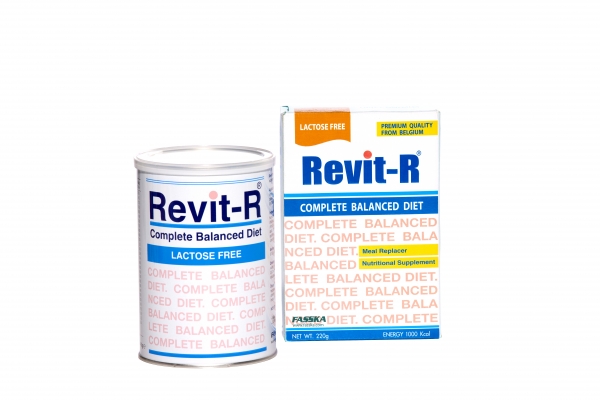 Revit-R®
Complete Balanced Diet
LACTOSE FREE
COMPLETE BALANCED
DIET. COMPLETE BALA
NCED DIET. COMPLETE
BALANCED DIET. COMP
LETE BALANCED DIET.
COMPLETE BALANCED
LACTOSE FREE
PREMIUM QUALITY
FROM BELGIUM
Revit-R®
COMPLETE BALANCED DIET
COMPLETE BALANCED
DIET. COMPLETE BALA
NCED DIET.
Meal Replacer
BALANCED
Nutritional Supplement
LETE BALANCED DIET.
COMPLETE BALANCED
DIET. COMPLETE BALA
FASSKA
NCED DIET. COMPLETE
NET WT. 220g
ENERGY 1000 Kcal